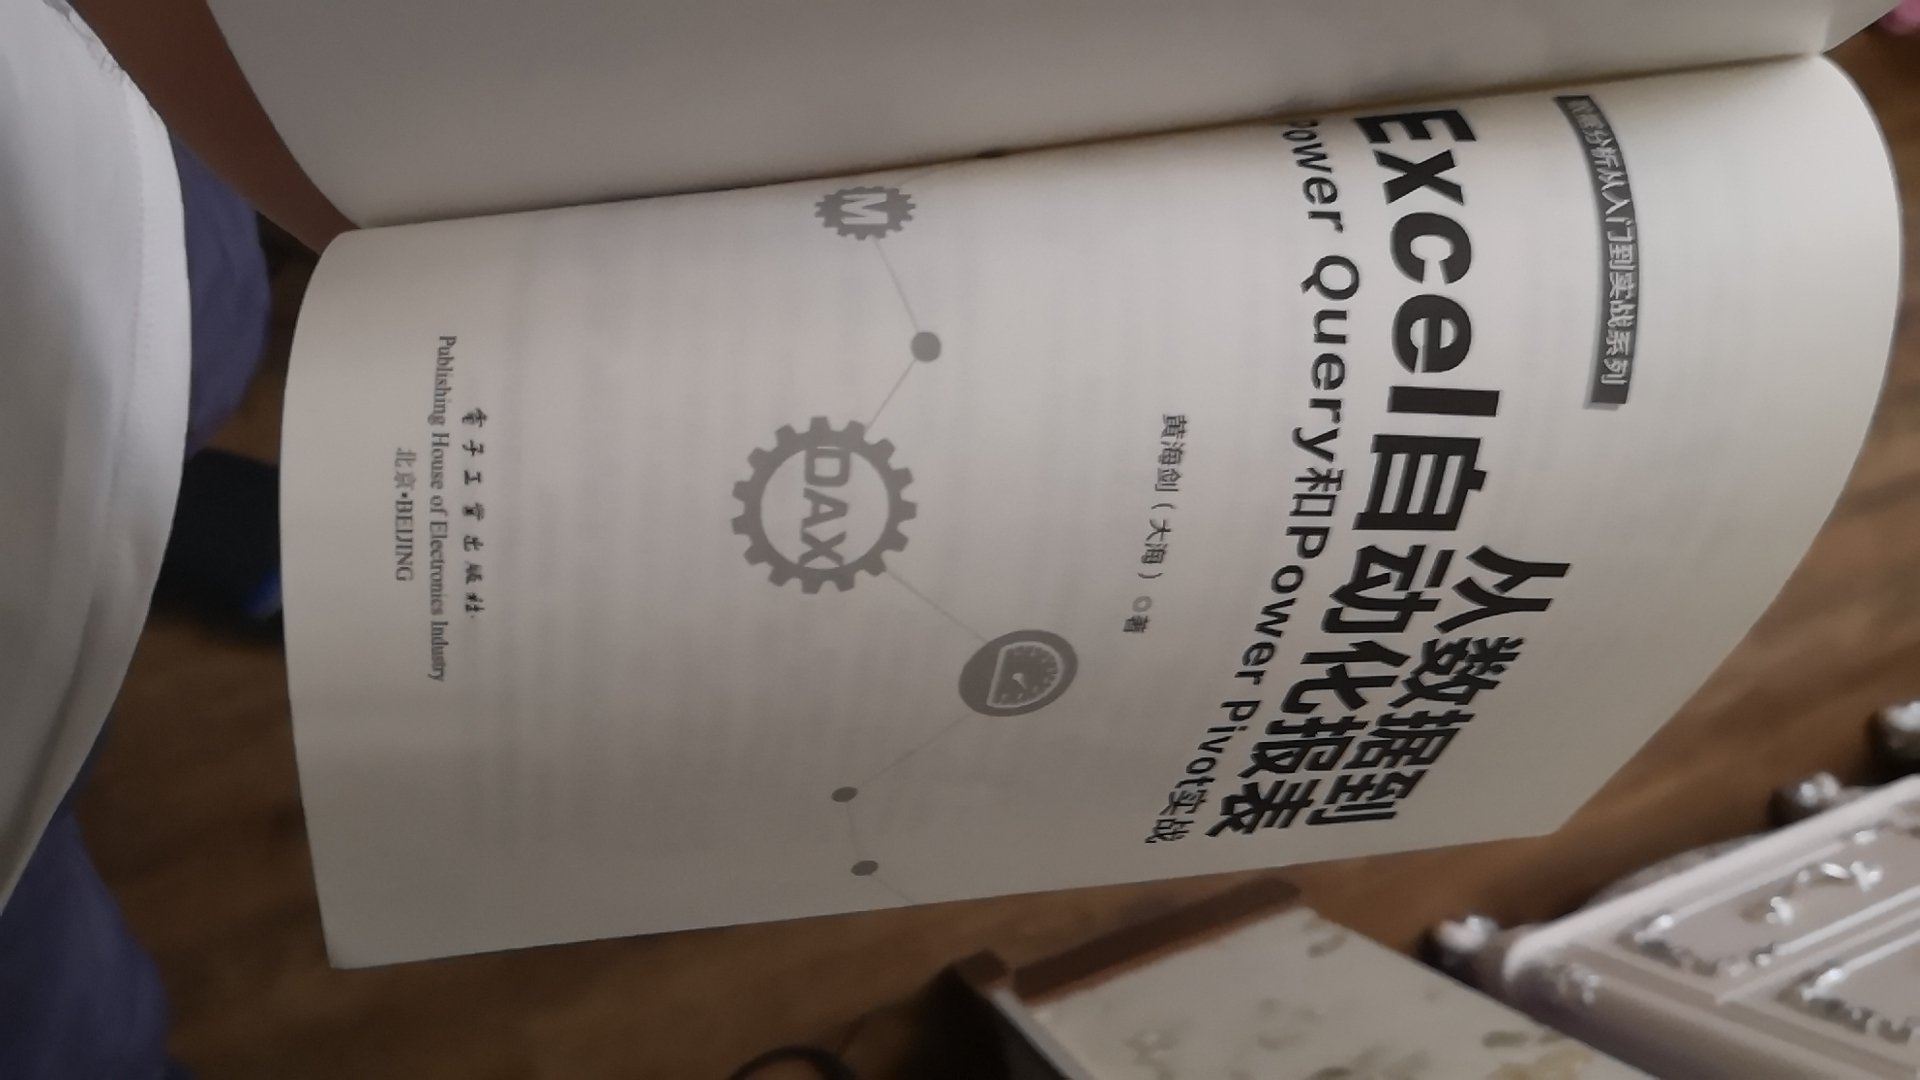 数据分析从入门到实战系列
从数据到
Excel自动化报表
Power Query和Power Pivot实战
黄海剑（大海） ◎著
M
DAX
電子工業出版社·
Publishing House of Electronics Industry
北京•BEIJING